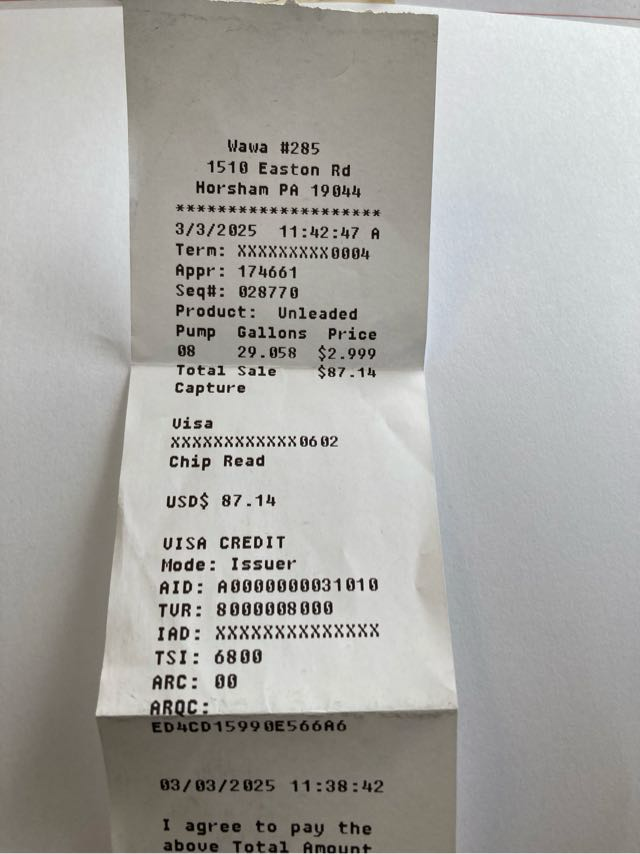 Wawa #285
1510 Easton Rd
Horsham PA 19044
********************
3/3/2025 11:42:47 A
Term: XXXXXXXXX0004
Appr: 174661
Seq#: 028770
Product: Unleaded
Pump Gallons Price
08 29.058 $2.999
Total Sale $87.14
Capture
Visa
XXXXXXXXXXXX0602
Chip Read
USD$ 87.14
VISA CREDIT
Mode: Issuer
AID: A0000000031010
TVR: 8000008000
IAD: XXXXXXXXXXXXXX
TSI: 6800
ARC: 00
ARQC:
ED4CD15990E566A6
03/03/2025 11:38:42
I agree to pay the
above Total Amount